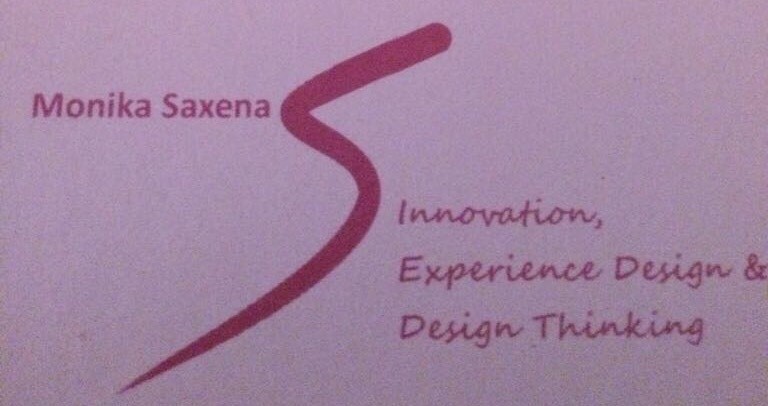 Monika Saxena
Innovation,
Experience Design &
Design Thinking